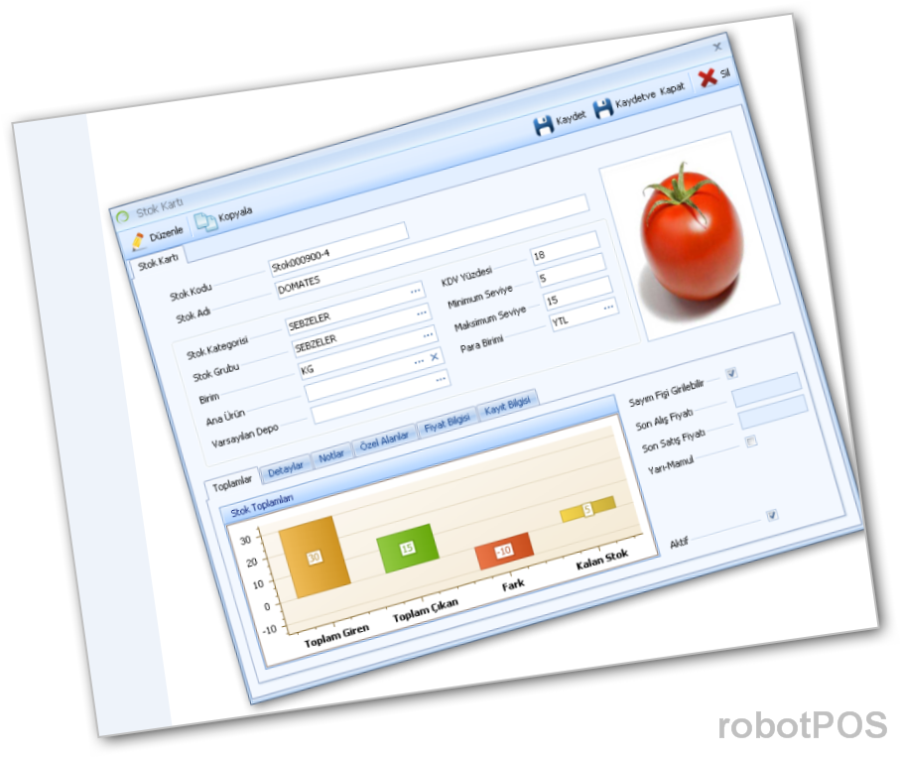 Stok Kartı
Düzenle
Kopyala
Kaydet
Kaydet ve Kapat
Sil
Stok Kartı
Stok Kodu
Stok000900-4
Stok Adı
DOMATES
Stok Kategorisi
SEBZELER
Stok Grubu
SEBZELER
Birim
KG
Ana Ürün
Varsayılan Depo
KDV Yüzdesi
18
Minimum Seviye
5
Maksimum Seviye
15
Para Birimi
YTL
Toplamlar
Detaylar
Notlar
Özel Alanlar
Fiyat Bilgisi
Kayıt Bilgisi
Stok Toplamları
30
20
10
0
-10
30
15
-10
5
Toplam Giren
Toplam Çıkan
Fark
Kalan Stok
Sayım Fişi Girilebilir
Son Alış Fiyatı
Son Satış Fiyatı
Yarı-Mamul
Aktif
robotPOS